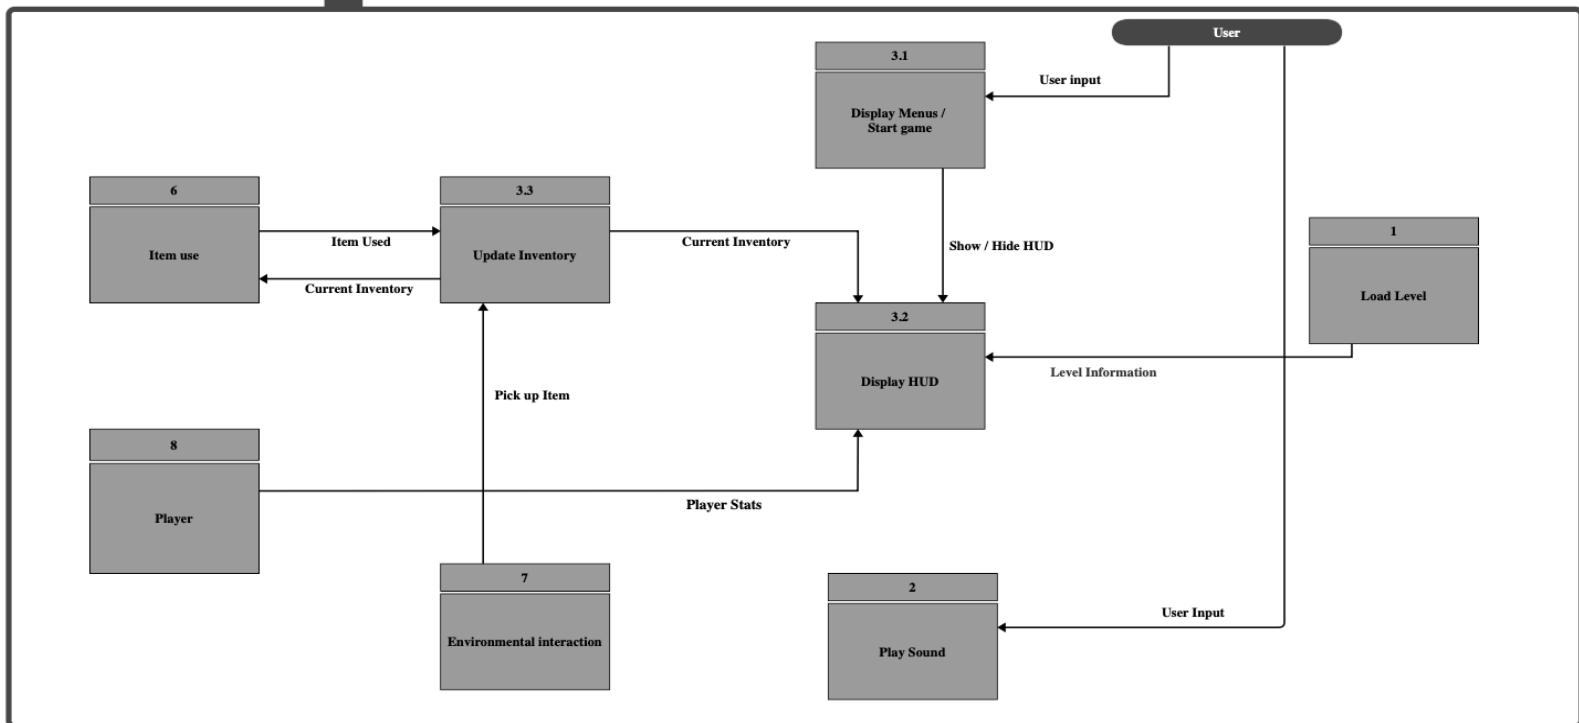 User
3.1
User input
Display Menus /
Start game
6
3.3
Item Used
Current Inventory
Show / Hide HUD
1
Item use
Update Inventory
Current Inventory
Load Level
3.2
Level Information
Display HUD
Pick up Item
8
Player Stats
Player
7
2
User Input
Environmental interaction
Play Sound